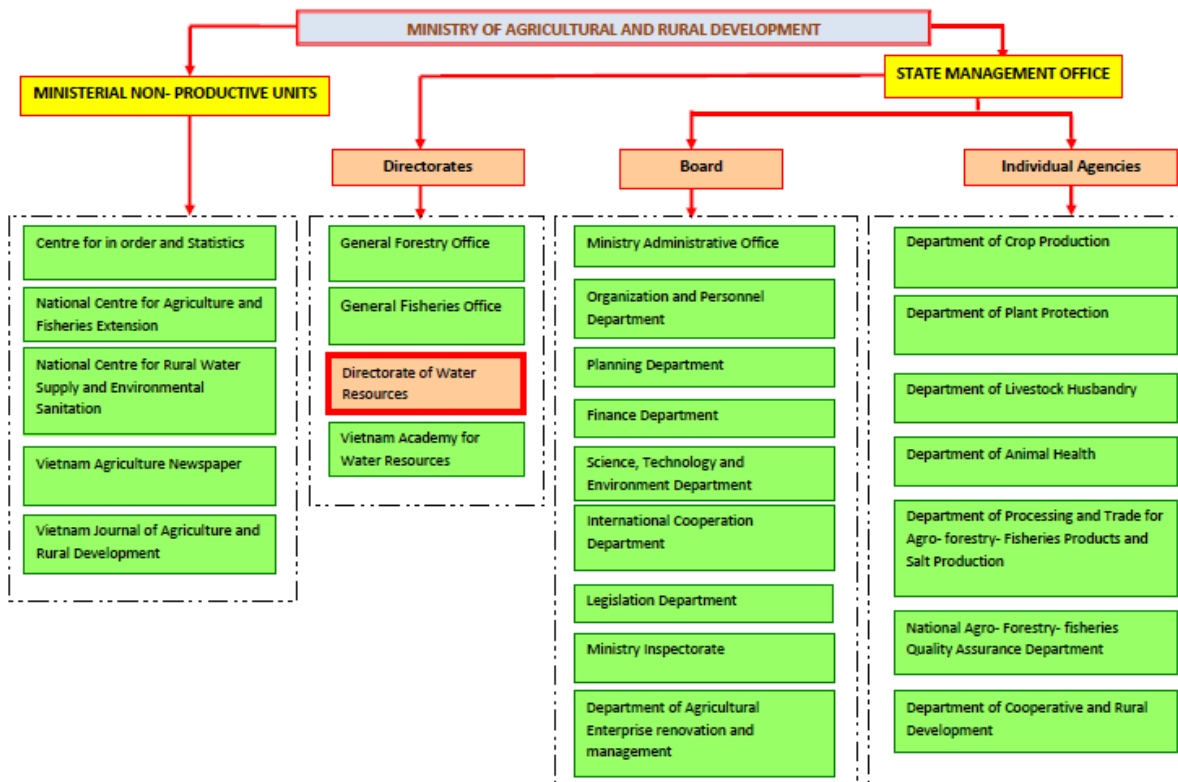 MINISTRY OF AGRICULTURAL AND RURAL DEVELOPMENT
MINISTERIAL NON- PRODUCTIVE UNITS
STATE MANAGEMENT OFFICE
Directorates
Board
Individual Agencies
Centre for in order and Statistics
National Centre for Agriculture and
Fisheries Extension
National Centre for Rural Water
Supply and Environmental
Sanitation
Vietnam Agriculture Newspaper
Vietnam Journal of Agriculture and
Rural Development
General Forestry Office
General Fisheries Office
Directorate of Water
Resources
Vietnam Academy for
Water Resources
Ministry Administrative Office
Organization and Personnel
Department
Planning Department
Finance Department
Science, Technology and
Environment Department
International Cooperation
Department
Legislation Department
Ministry Inspectorate
Department of Agricultural
Enterprise renovation and
management
Department of Crop Production
Department of Plant Protection
Department of Livestock Husbandry
Department of Animal Health
Department of Processing and Trade for
Agro- forestry- Fisheries Products and
Salt Production
National Agro- Forestry- fisheries
Quality Assurance Department
Department of Cooperative and Rural
Development